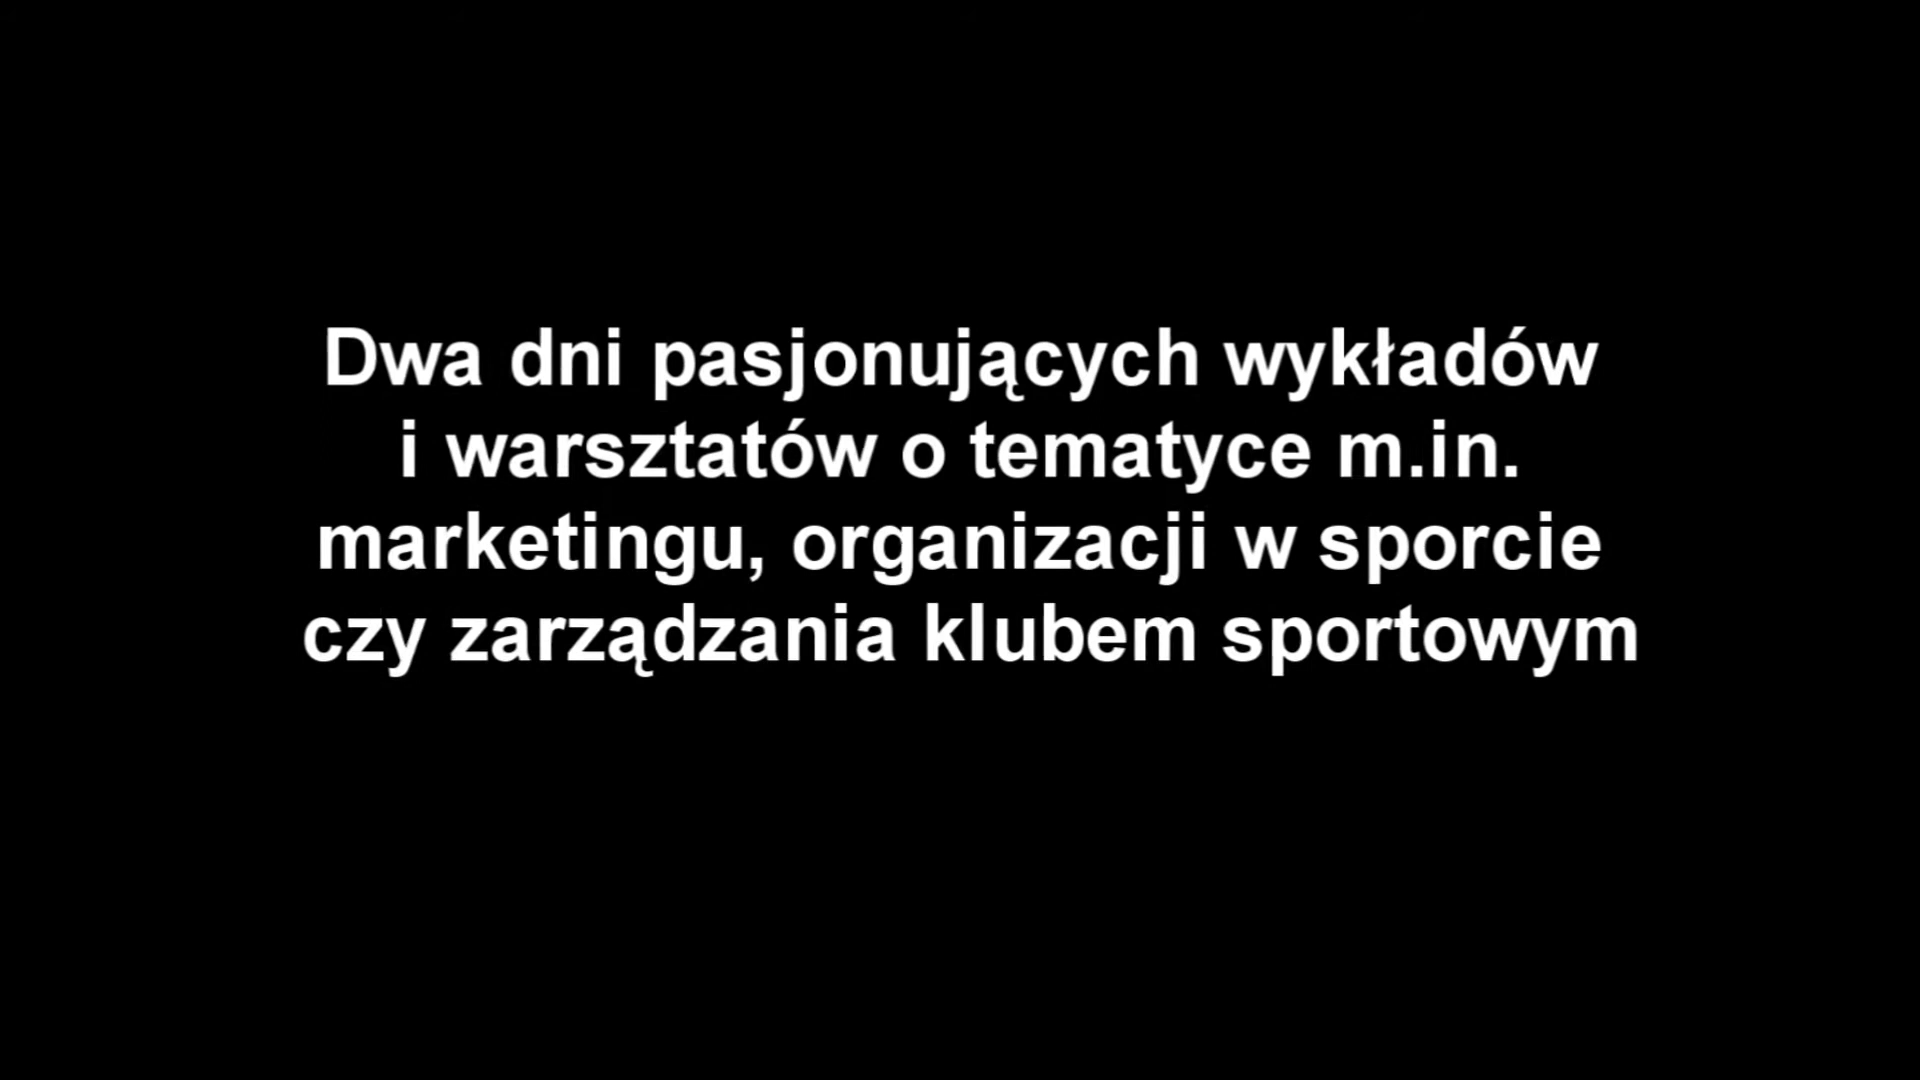 Dwa dni pasjonujących wykładów
i warsztatów o tematyce m.in.
marketingu, organizacji w sporcie
czy zarządzania klubem sportowym